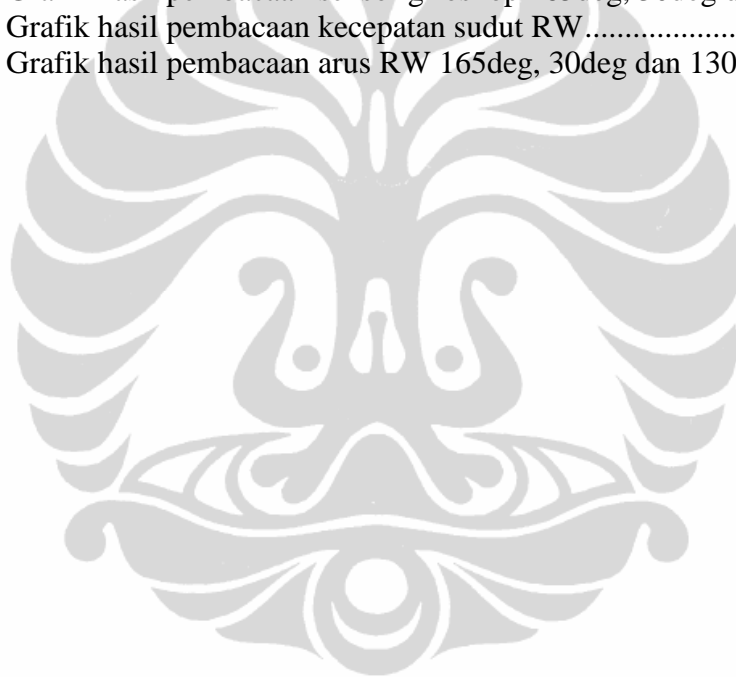 Grafik hasil pembacaan kecepatan sudut RW...................
Grafik hasil pembacaan arus RW 165deg, 30deg dan 130